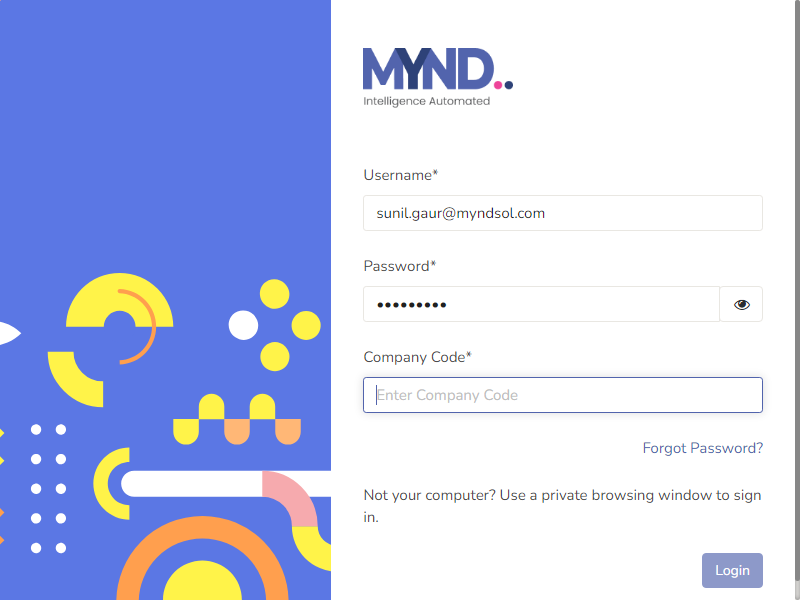 MYND..
Intelligence Automated
Username*
sunil.gaur@myndsol.com
Password*
•••••••••
Company Code*
Enter Company Code
Forgot Password?
Not your computer? Use a private browsing window to sign
in.
Login